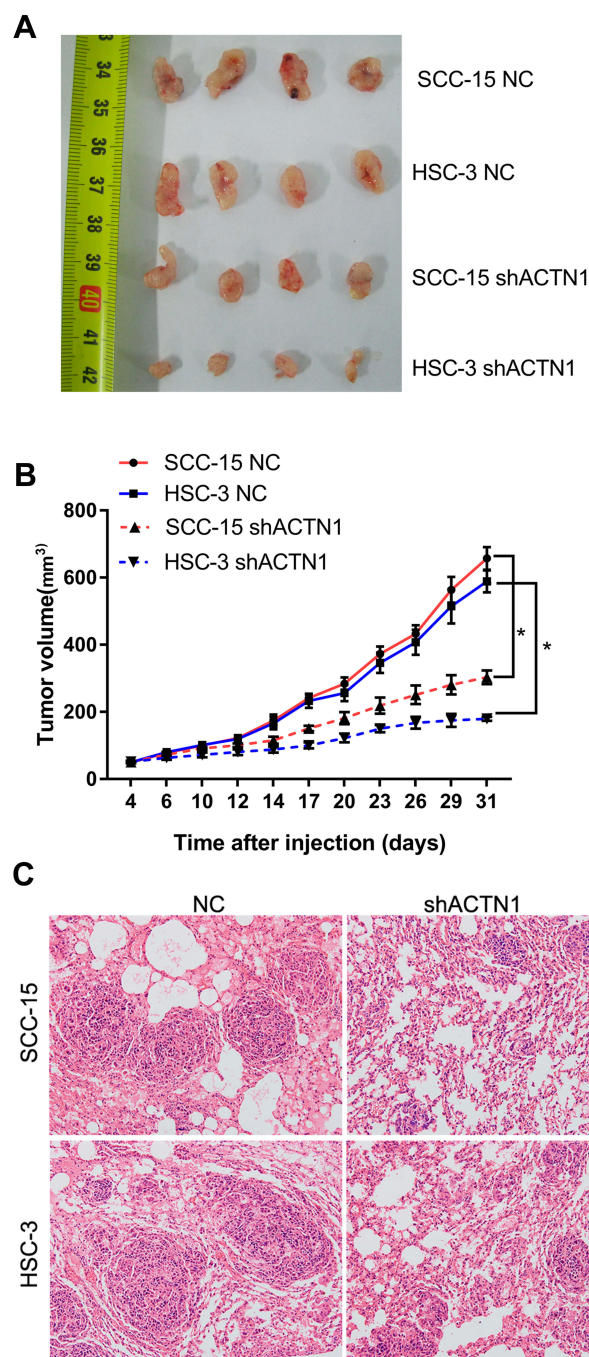 A
33
34
35
36
37
38
39
40
41
42
SCC-15 NC
HSC-3 NC
SCC-15 shACTN1
HSC-3 shACTN1
B
SCC-15 NC
HSC-3 NC
SCC-15 shACTN1
HSC-3 shACTN1
Tumor volume(mm³)
800
600
400
200
0
*
*
4 6 10 12 14 17 20 23 26 29 31
Time after injection (days)
C
NC shACTN1
SCC-15
HSC-3